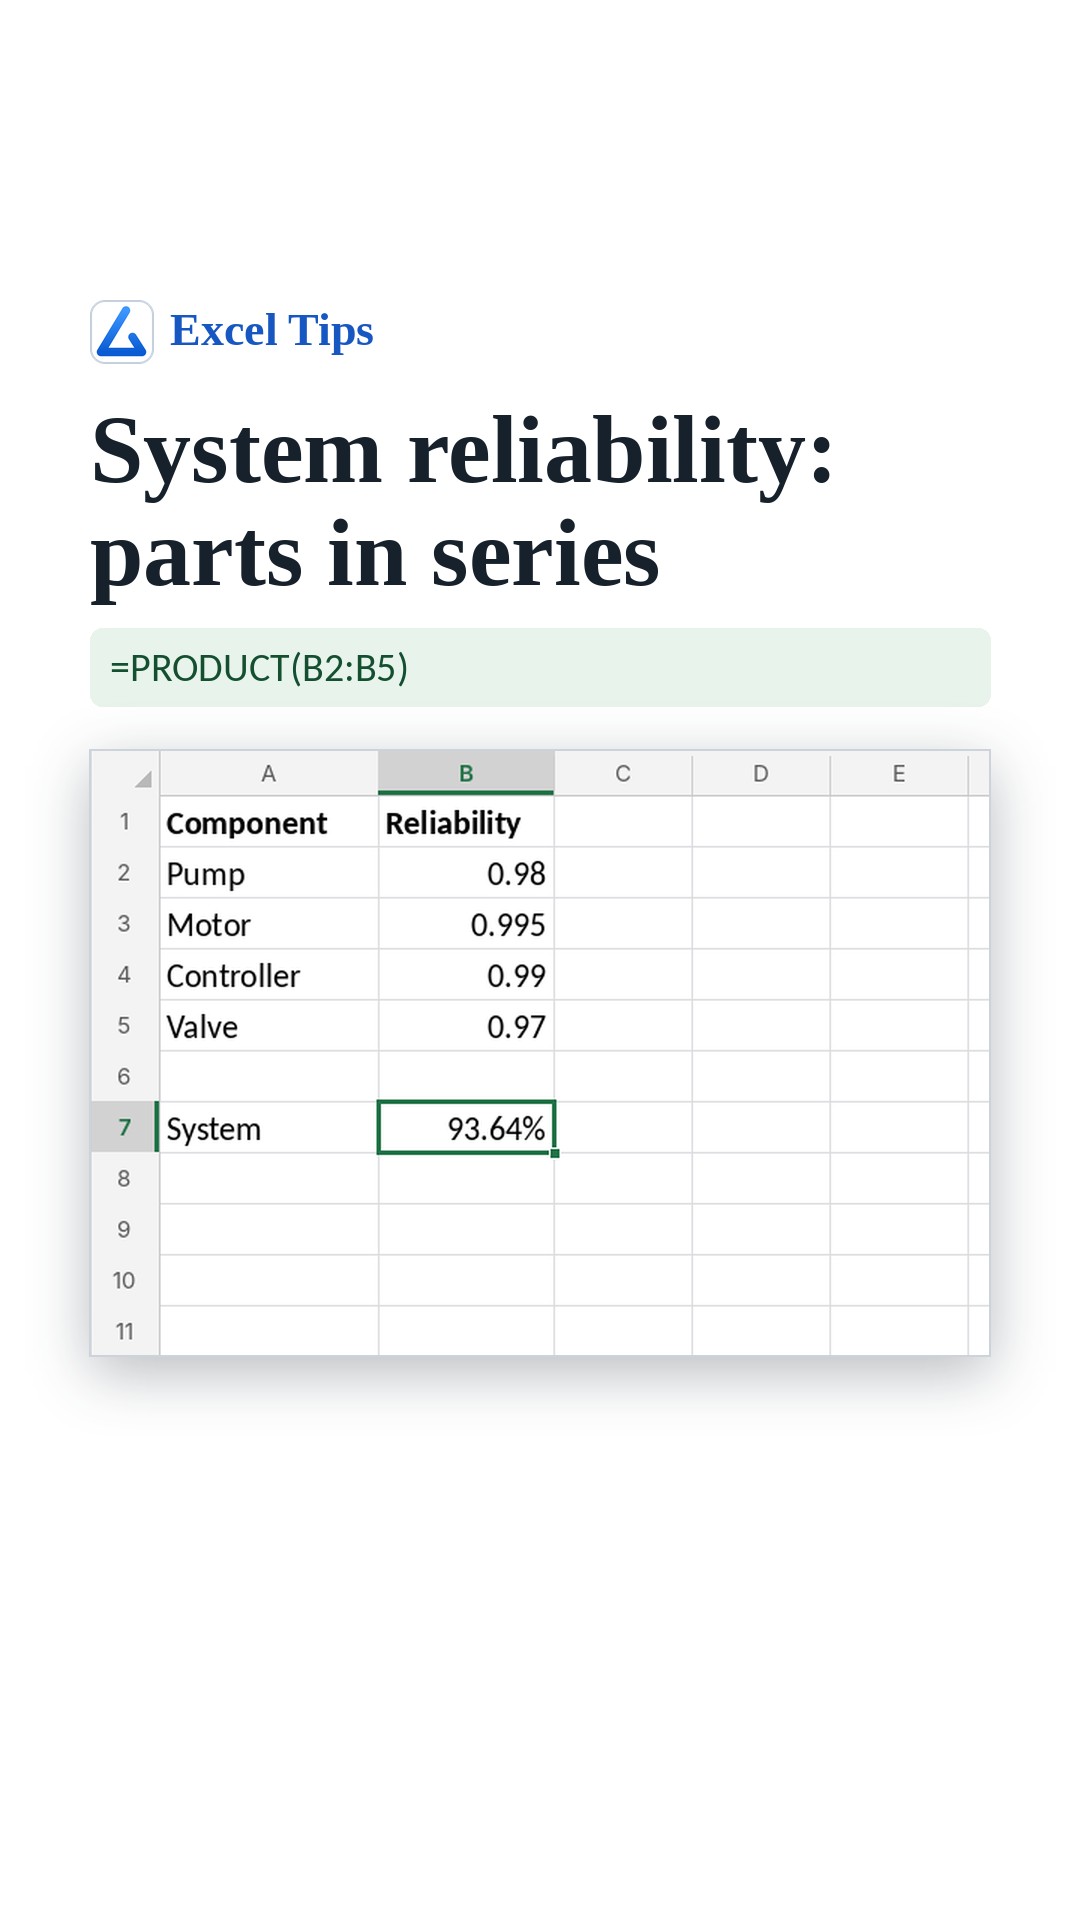 Excel Tips
System reliability:
parts in series
=PRODUCT(B2:B5)
A B C D E
1 Component Reliability
2 Pump 0.98
3 Motor 0.995
4 Controller 0.99
5 Valve 0.97
6
7 System 93.64%
8
9
10
11